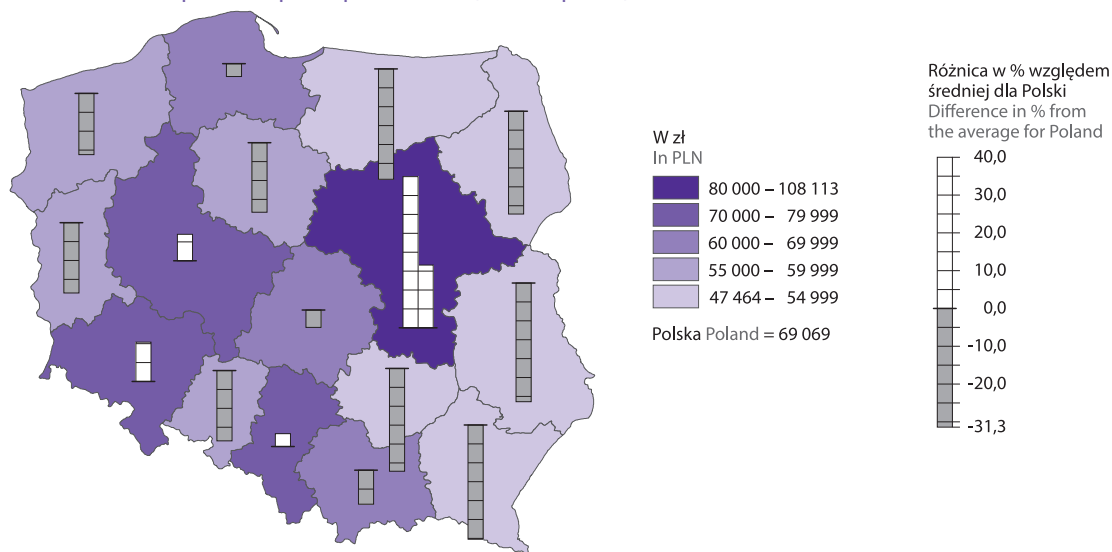 W zł
In PLN
80 000 – 108 113
70 000 – 79 999
60 000 – 69 999
55 000 – 59 999
47 464 – 54 999
Polska Poland = 69 069
Różnica w % względem
średniej dla Polski
Difference in % from
the average for Poland
40,0
30,0
20,0
10,0
0,0
-10,0
-20,0
-31,3